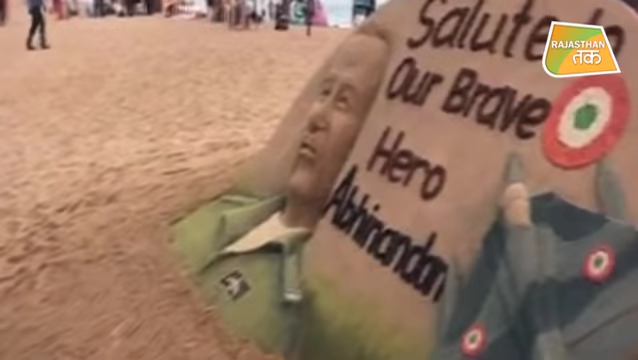 Salute to
Our Brave
Hero
Abhinandan
RAJASTHAN
तक